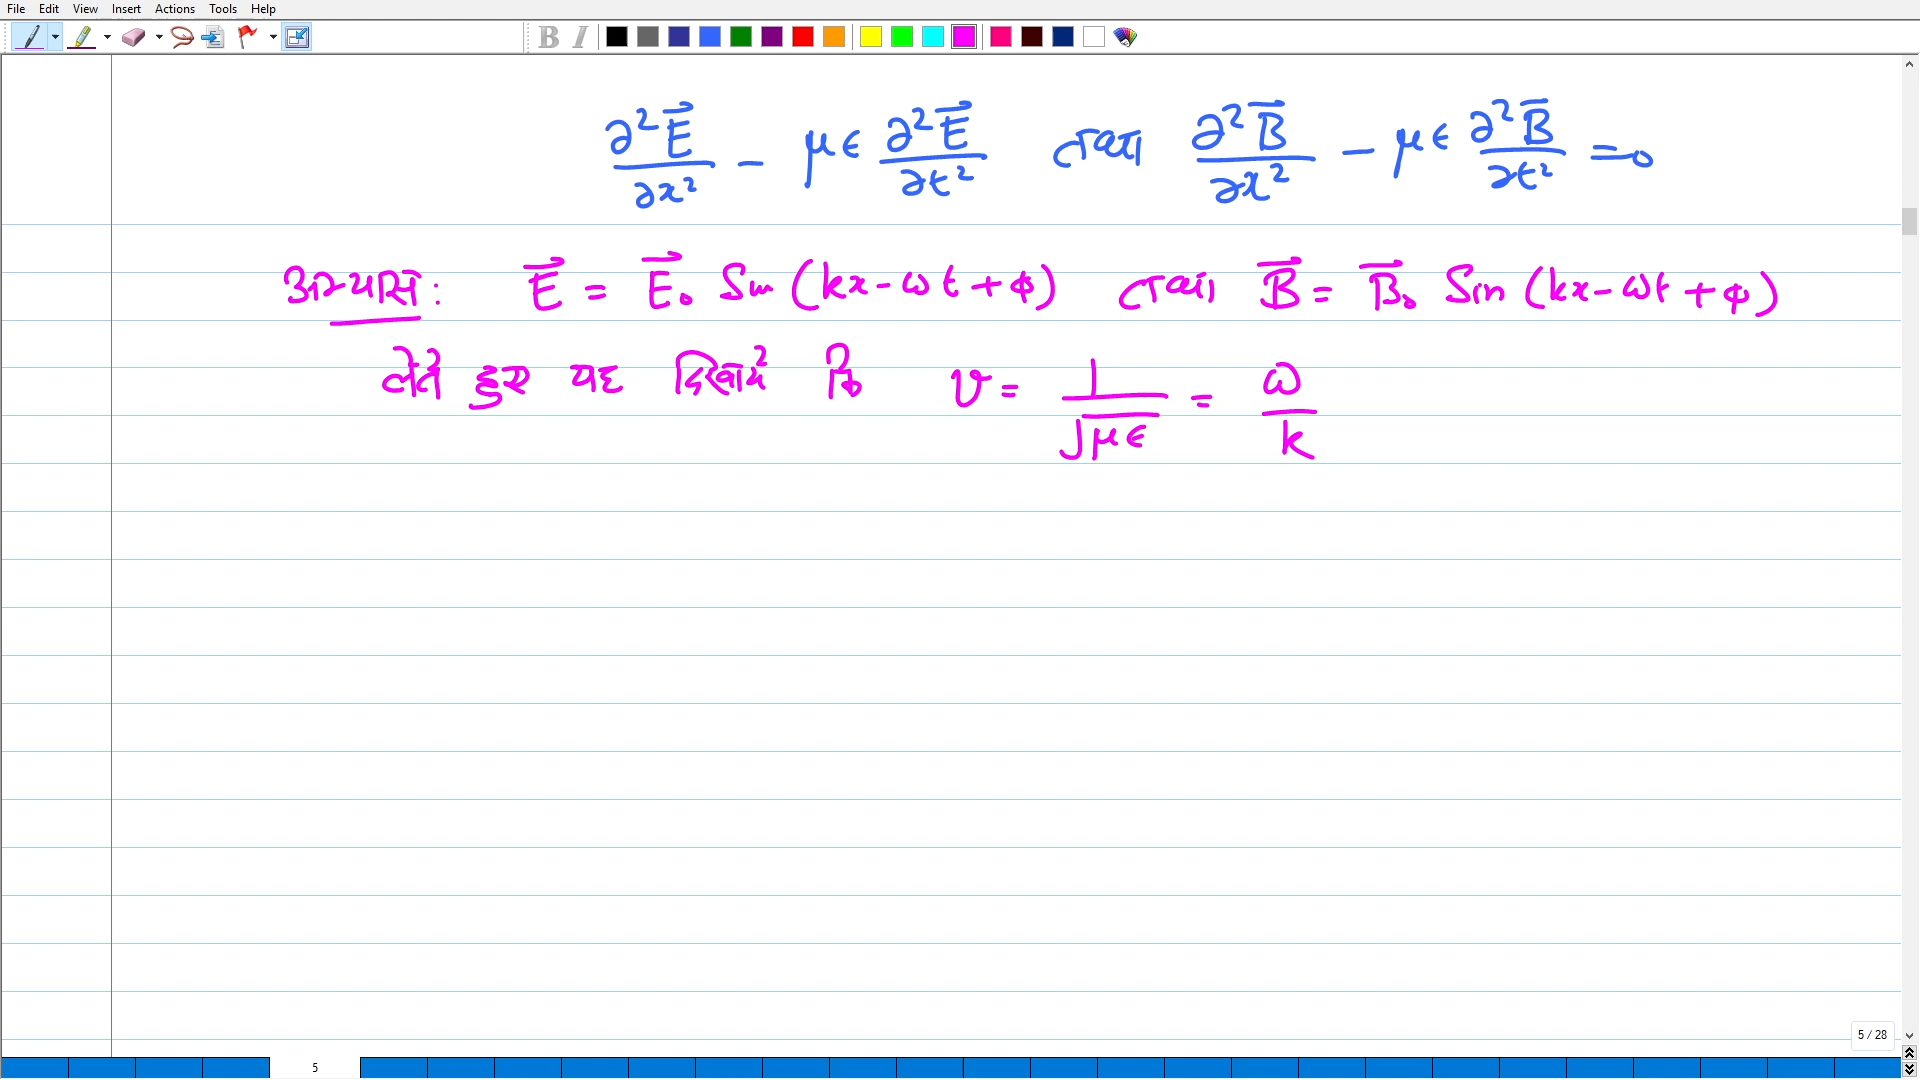 File Edit View Insert Actions Tools Help
B I
∂²E⃗/∂x² − μϵ ∂²E⃗/∂t² तथा ∂²B⃗/∂x² − μϵ ∂²B⃗/∂t² = 0
अभ्यास: E⃗ = E⃗₀ Sin (kx − ωt + φ) तथा B⃗ = B⃗₀ Sin (kx − ωt + φ)
लेते हुए यह दिखायें कि v = 1/√μϵ = ω/k
5 / 28
5